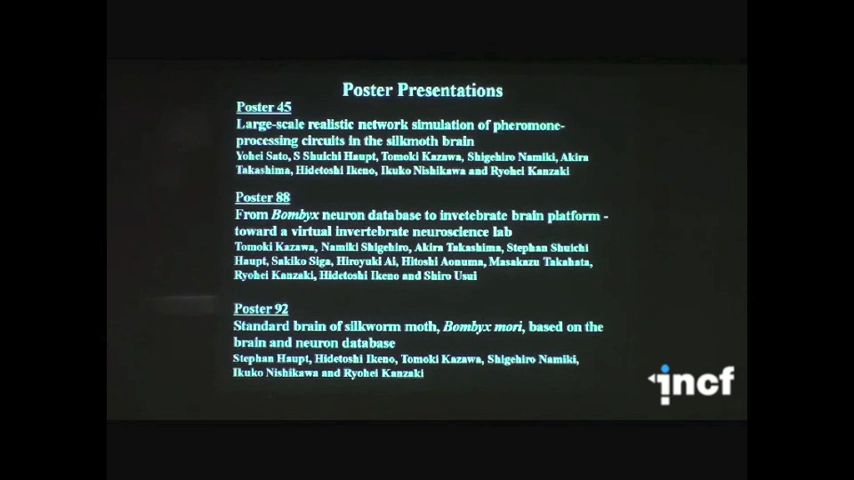 Poster Presentations
Poster 45
Large-scale realistic network simulation of pheromone-
processing circuits in the silkmoth brain
Yohei Sato, S Shuichi Haupt, Tomoki Kazawa, Shigehiro Namiki, Akira
Takashima, Hidetoshi Ikeno, Ikuko Nishikawa and Ryohei Kanzaki
Poster 88
From Bombyx neuron database to invetebrate brain platform -
toward a virtual invertebrate neuroscience lab
Tomoki Kazawa, Namiki Shigehiro, Akira Takashima, Stephan Shuichi
Haupt, Sakiko Siga, Hiroyuki Ai, Hitoshi Aonuma, Masakazu Takahata,
Ryohei Kanzaki, Hidetoshi Ikeno and Shiro Usui
Poster 92
Standard brain of silkworm moth, Bombyx mori, based on the
brain and neuron database
Stephan Haupt, Hidetoshi Ikeno, Tomoki Kazawa, Shigehiro Namiki,
Ikuko Nishikawa and Ryohei Kanzaki
incf